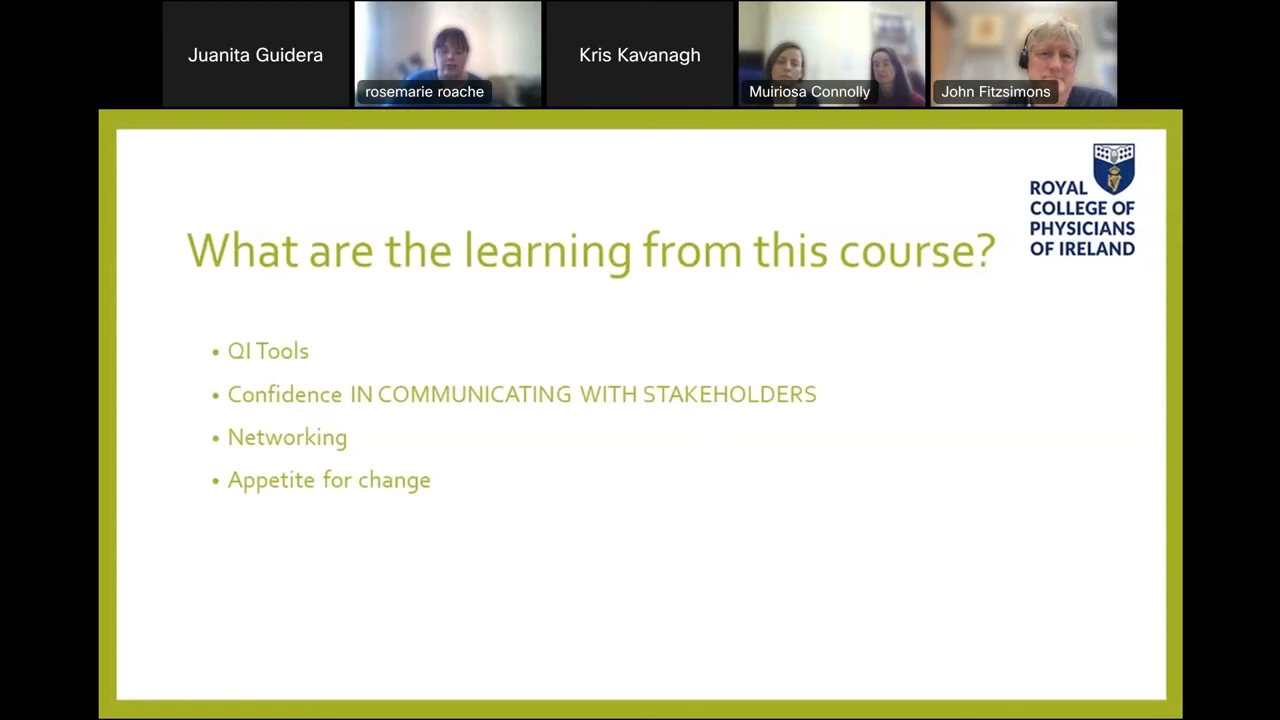 Juanita Guidera
rosemarie roache
Kris Kavanagh
Muiriosa Connolly
John Fitzsimons
ROYAL
COLLEGE OF
PHYSICIANS
OF IRELAND
What are the learning from this course?
• QI Tools
• Confidence IN COMMUNICATING WITH STAKEHOLDERS
• Networking
• Appetite for change